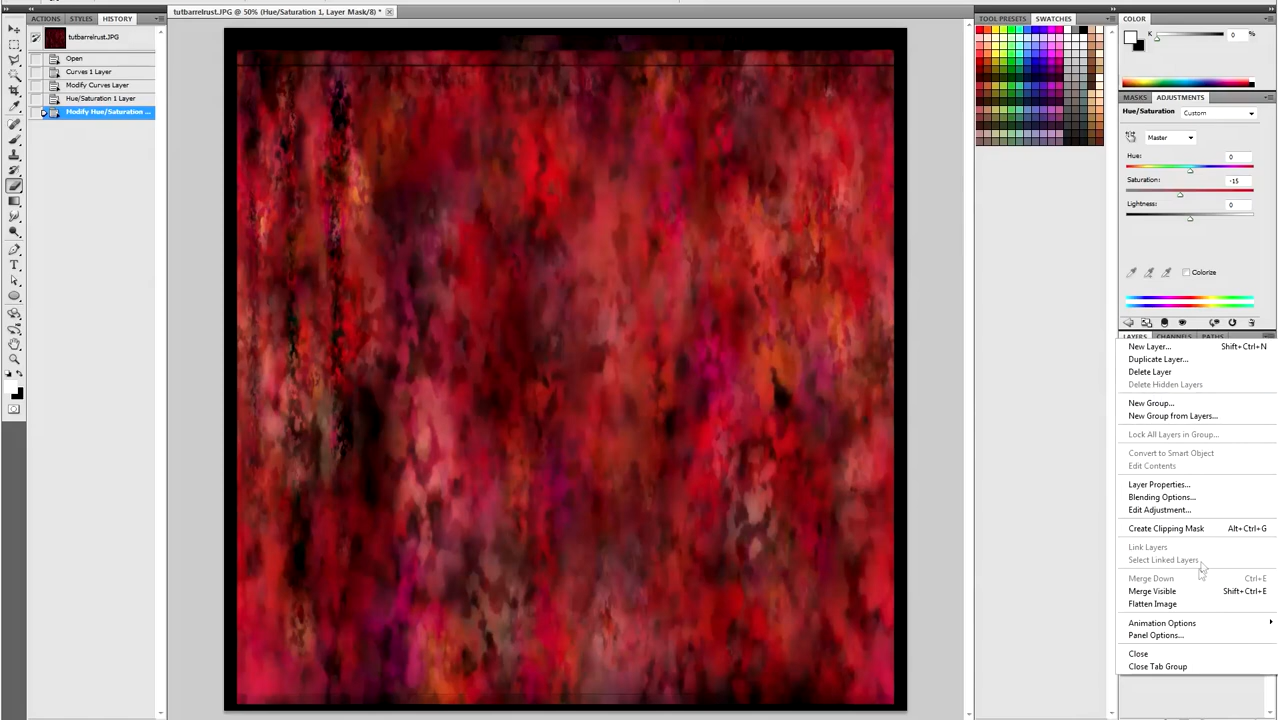 ACTIONS STYLES HISTORY
tutbarrelrust.JPG
Open
Curves 1 Layer
Modify Curves Layer
Hue/Saturation 1 Layer
Modify Hue/Saturation ...
tutbarrelrust.JPG @ 50% (Hue/Saturation 1, Layer Mask/8) *
TOOL PRESETS SWATCHES
COLOR
K 0 %
MASKS ADJUSTMENTS
Hue/Saturation Custom
Master
Hue: 0
Saturation: -15
Lightness: 0
Colorize
LAYERS CHANNELS PATHS
New Layer... Shift+Ctrl+N
Duplicate Layer...
Delete Layer
Delete Hidden Layers
New Group...
New Group from Layers...
Lock All Layers in Group...
Convert to Smart Object
Edit Contents
Layer Properties...
Blending Options...
Edit Adjustment...
Create Clipping Mask Alt+Ctrl+G
Link Layers
Select Linked Layers
Merge Down Ctrl+E
Merge Visible Shift+Ctrl+E
Flatten Image
Animation Options
Panel Options...
Close
Close Tab Group